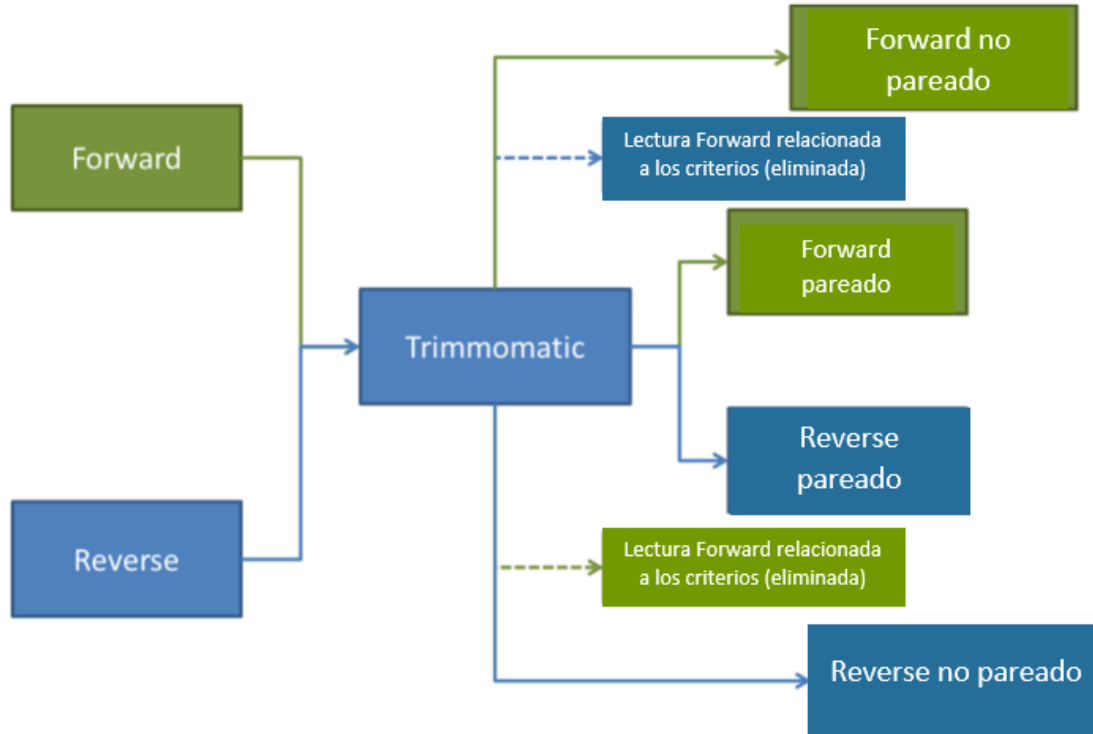 Forward no
pareado
Forward
Lectura Forward relacionada
a los criterios (eliminada)
Forward
pareado
Trimmomatic
Reverse
pareado
Reverse
Lectura Forward relacionada
a los criterios (eliminada)
Reverse no pareado